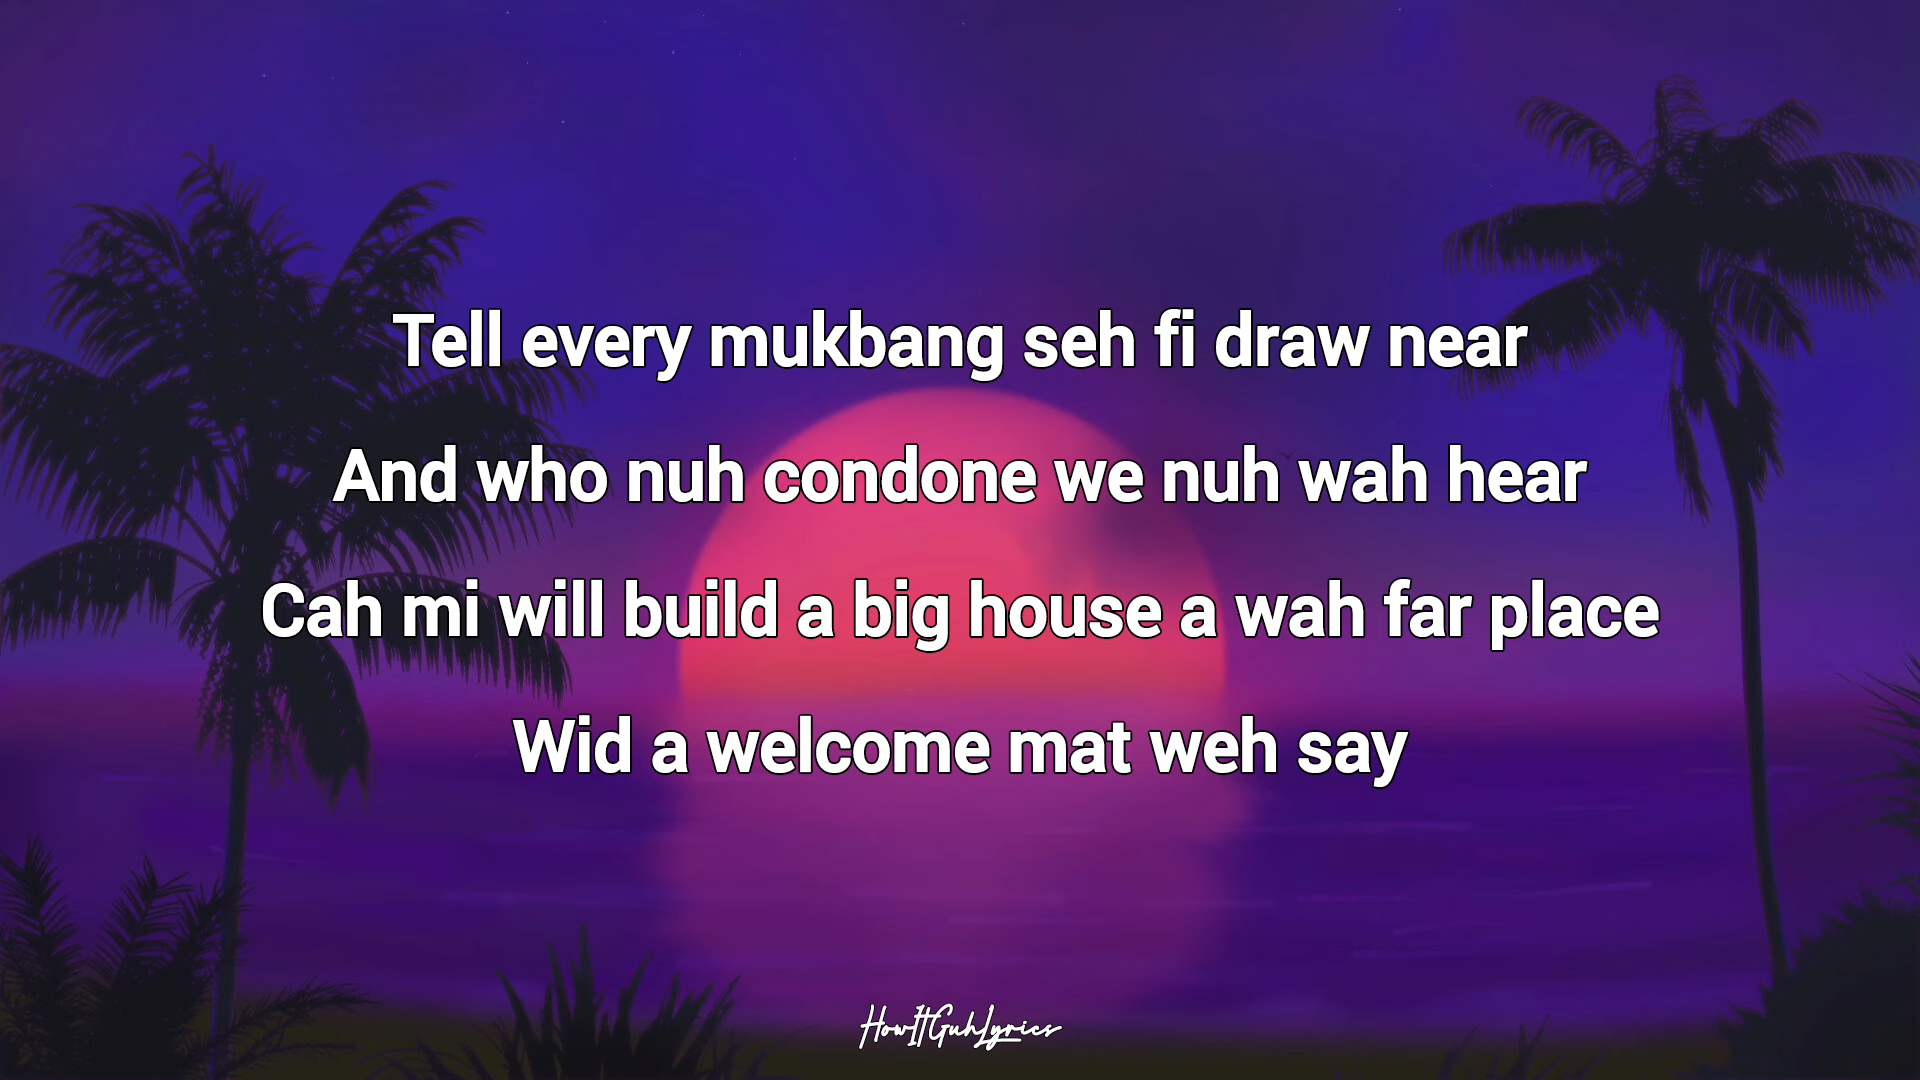 Tell every mukbang seh fi draw near
And who nuh condone we nuh wah hear
Cah mi will build a big house a wah far place
Wid a welcome mat weh say
HowItGuhLyrics